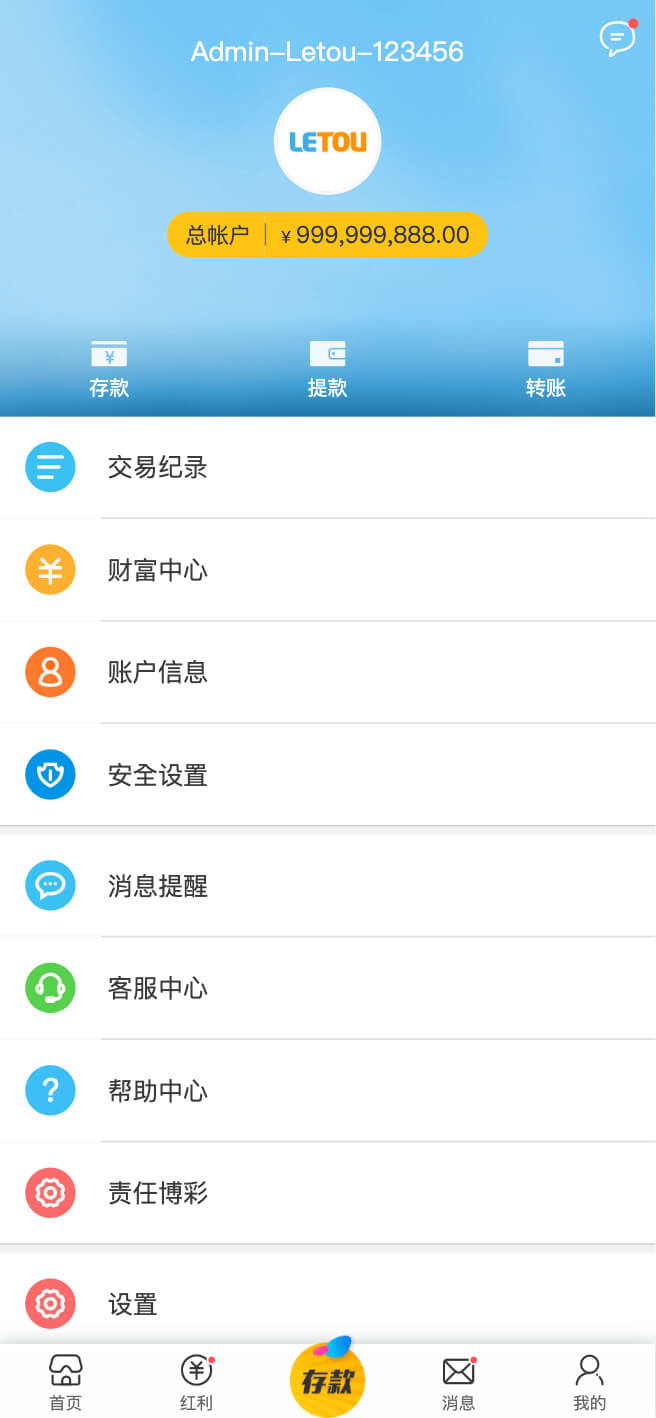 Admin-Letou-123456
LETOU
总帐户 | ¥ 999,999,888.00
¥
存款 提款 转账
交易纪录
¥
财富中心
账户信息
安全设置
消息提醒
客服中心
?
帮助中心
责任博彩
设置
¥
存款
首页 红利 消息 我的